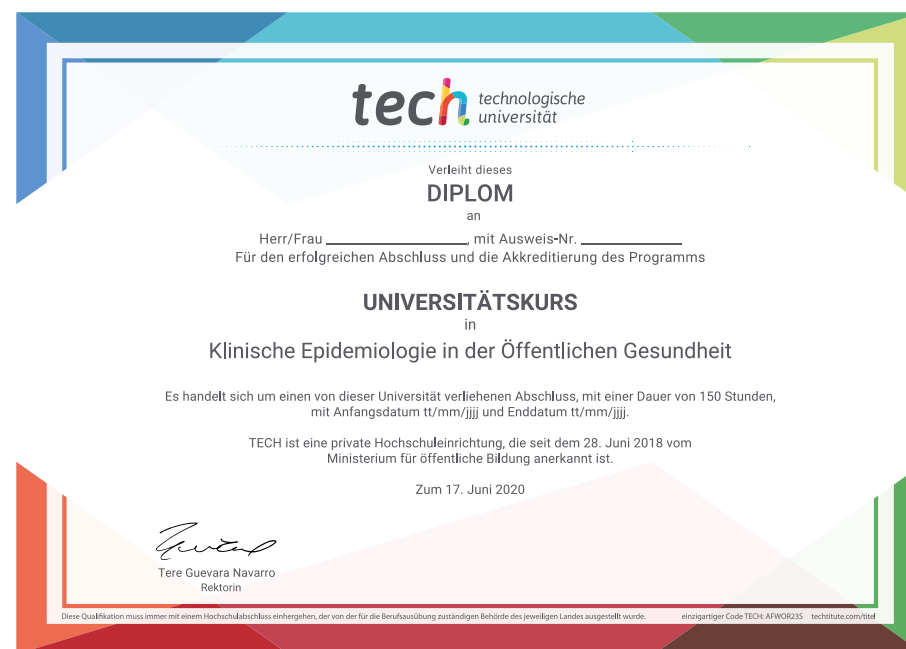 tech technologische
universität
Verleiht dieses
DIPLOM
an
Herr/Frau ____________________, mit Ausweis-Nr. ______________
Für den erfolgreichen Abschluss und die Akkreditierung des Programms
UNIVERSITÄTSKURS
in
Klinische Epidemiologie in der Öffentlichen Gesundheit
Es handelt sich um einen von dieser Universität verliehenen Abschluss, mit einer Dauer von 150 Stunden,
mit Anfangsdatum tt/mm/jjjj und Enddatum tt/mm/jjjj.
TECH ist eine private Hochschuleinrichtung, die seit dem 28. Juni 2018 vom
Ministerium für öffentliche Bildung anerkannt ist.
Zum 17. Juni 2020
Tere Guevara Navarro
Rektorin
Diese Qualifikation muss immer mit einem Hochschulabschluss einhergehen, der von der für die Berufsausübung zuständigen Behörde des jeweiligen Landes ausgestellt wurde. einzigartiger Code TECH: AFWOR23S techtitute.com/titel